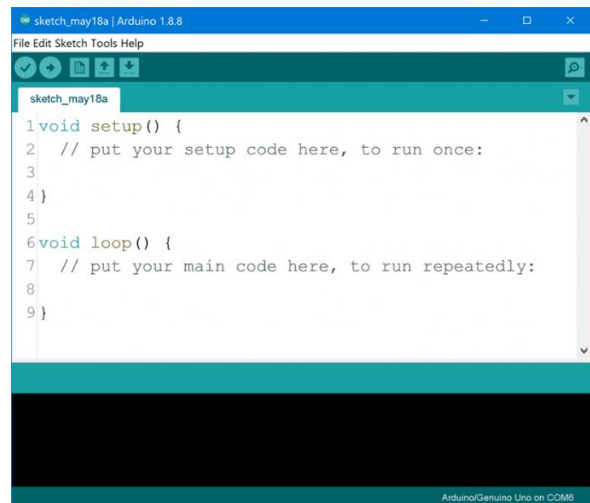 sketch_may18a | Arduino 1.8.8
File Edit Sketch Tools Help
sketch_may18a
1 void setup() {
2   // put your setup code here, to run once:
3
4 }
5
6 void loop() {
7   // put your main code here, to run repeatedly:
8
9 }
Arduino/Genuino Uno on COM6